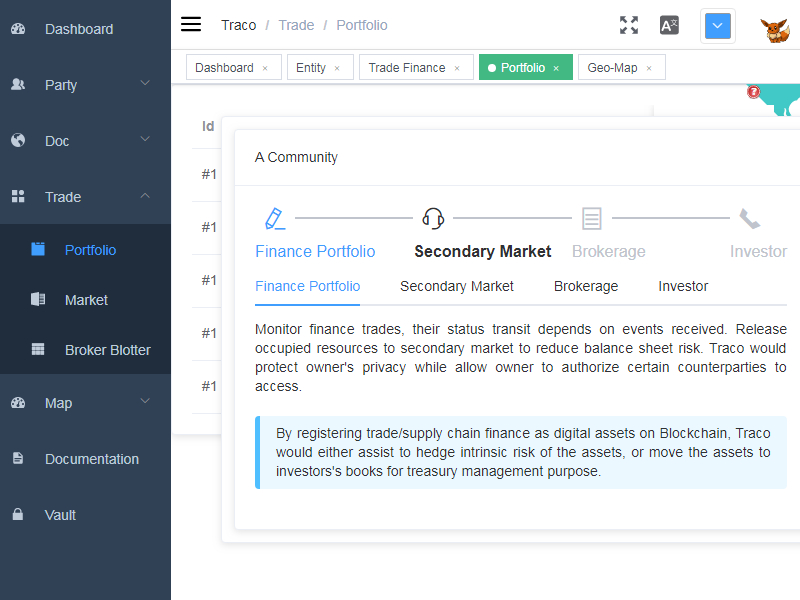 Dashboard
Party
Doc
Trade
Portfolio
Market
Broker Blotter
Map
Documentation
Vault
Traco / Trade / Portfolio
Dashboard ×
Entity ×
Trade Finance ×
Portfolio ×
Geo-Map ×
Id
#1
#1
#1
#1
#1
A Community
Finance Portfolio
Secondary Market
Brokerage
Investor
Finance Portfolio
Secondary Market
Brokerage
Investor
Monitor finance trades, their status transit depends on events received. Release
occupied resources to secondary market to reduce balance sheet risk. Traco would
protect owner's privacy while allow owner to authorize certain counterparties to
access.
By registering trade/supply chain finance as digital assets on Blockchain, Traco
would either assist to hedge intrinsic risk of the assets, or move the assets to
investors's books for treasury management purpose.